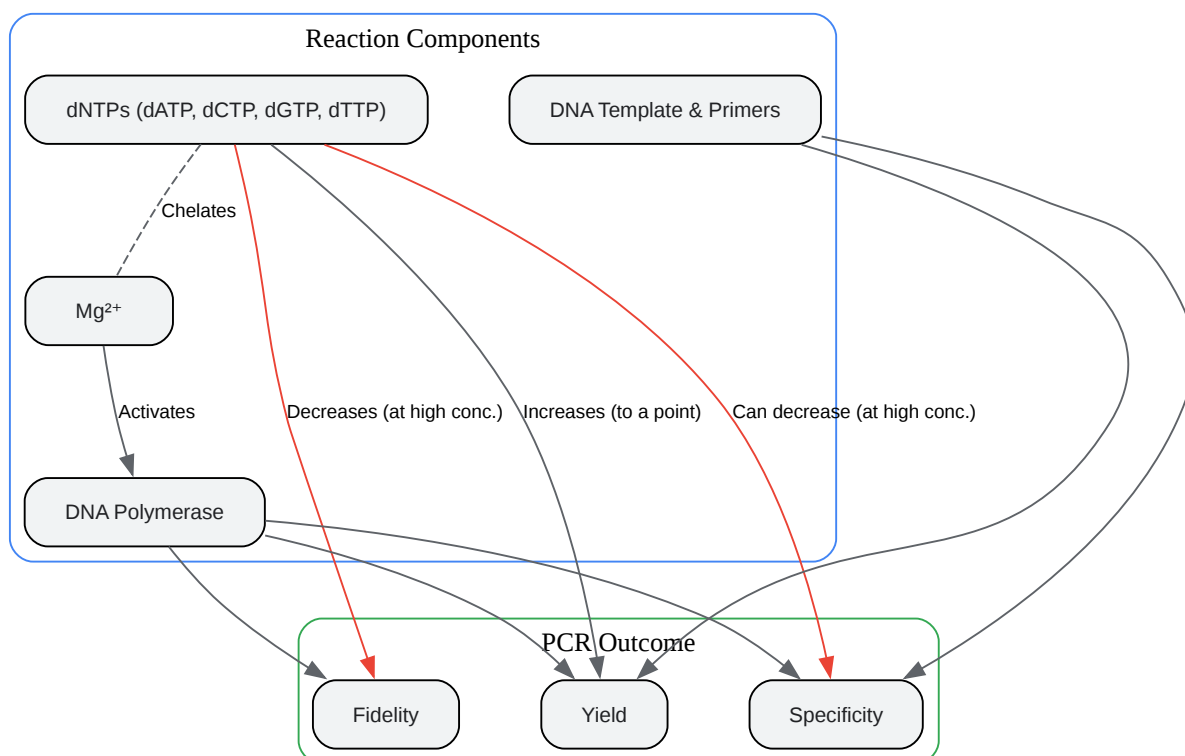 Reaction Components
dNTPs (dATP, dCTP, dGTP, dTTP)
DNA Template & Primers
Chelates
Mg²⁺
Activates
Decreases (at high conc.)
Increases (to a point)
Can decrease (at high conc.)
DNA Polymerase
PCR Outcome
Fidelity
Yield
Specificity